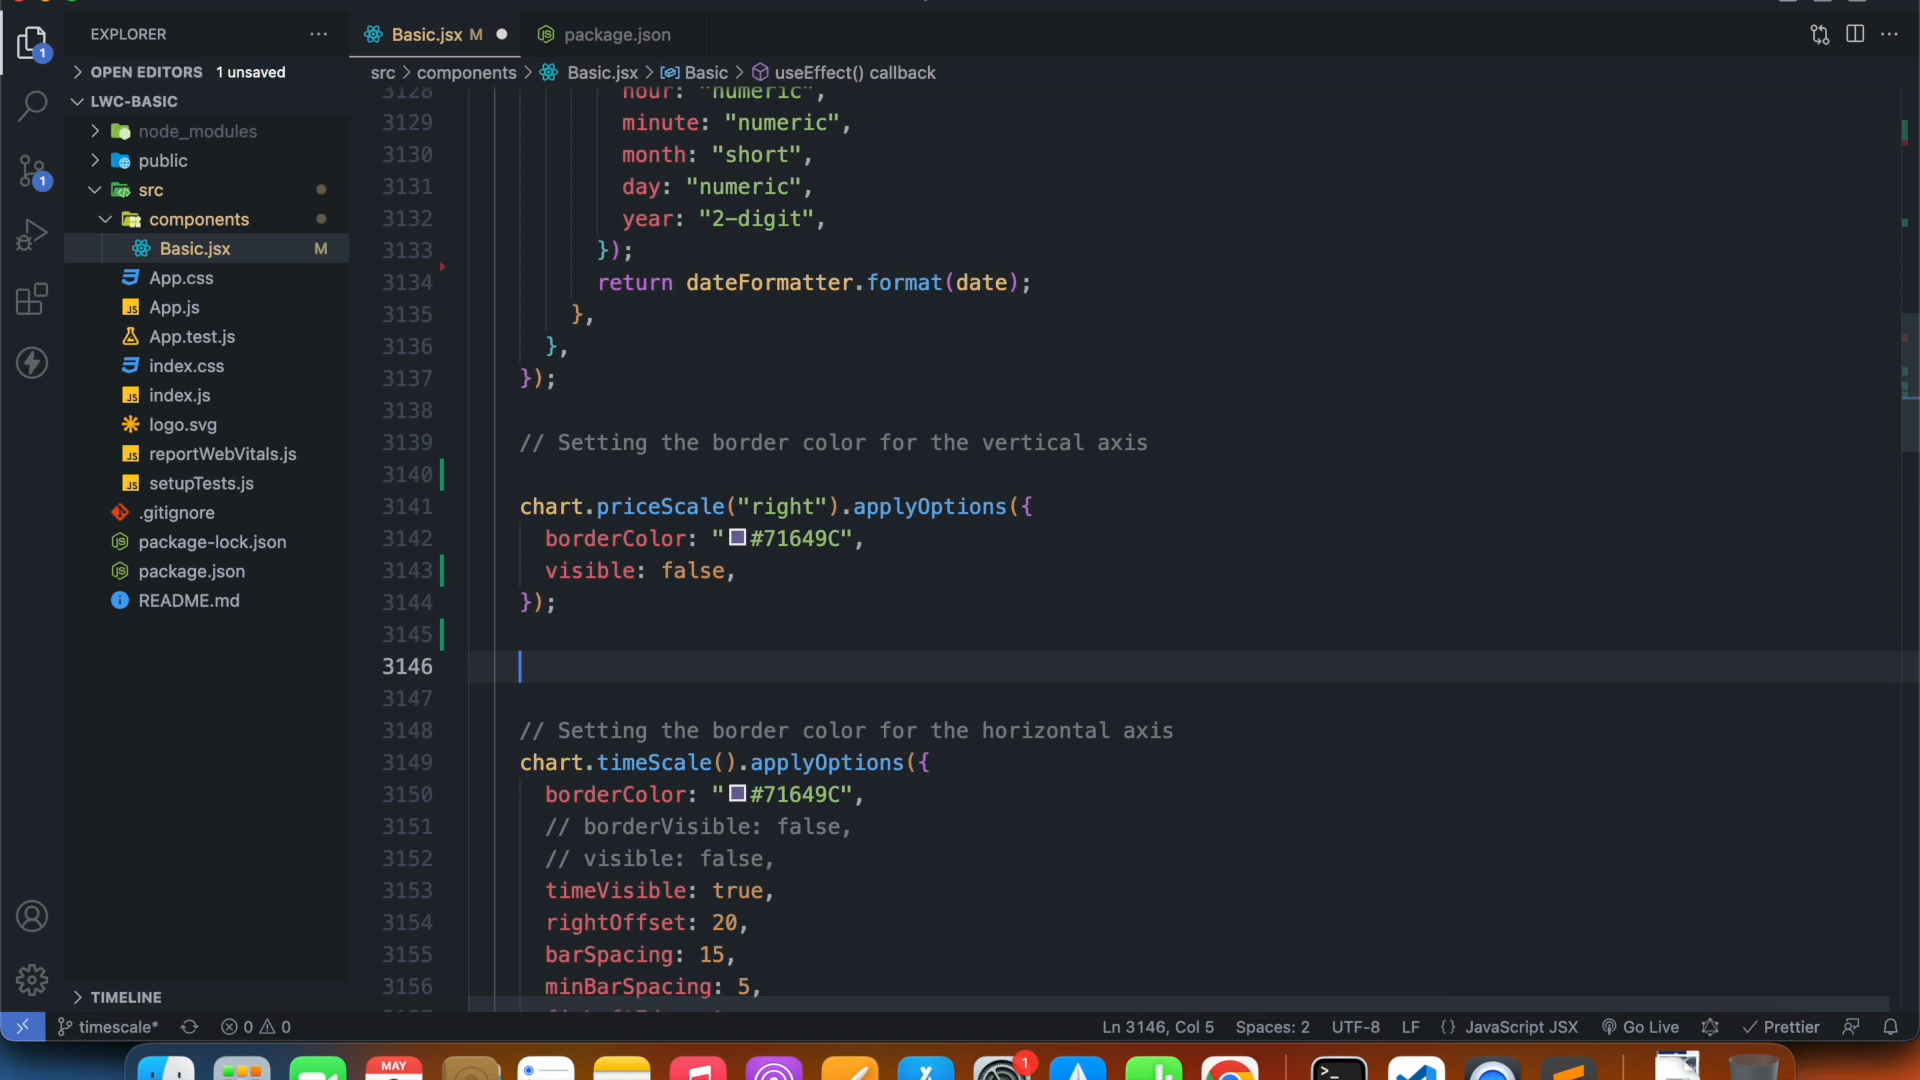 EXPLORER
OPEN EDITORS 1 unsaved
LWC-BASIC
node_modules
public
src
components
Basic.jsx M
App.css
App.js
App.test.js
index.css
index.js
logo.svg
reportWebVitals.js
setupTests.js
.gitignore
package-lock.json
package.json
README.md
TIMELINE
Basic.jsx M
package.json
src > components > Basic.jsx > Basic > useEffect() callback
3128 hour: "numeric",
3129 minute: "numeric",
3130 month: "short",
3131 day: "numeric",
3132 year: "2-digit",
3133 });
3134 return dateFormatter.format(date);
3135 },
3136 },
3137 });
3138
3139 // Setting the border color for the vertical axis
3140
3141 chart.priceScale("right").applyOptions({
3142 borderColor: "#71649C",
3143 visible: false,
3144 });
3145
3146
3147
3148 // Setting the border color for the horizontal axis
3149 chart.timeScale().applyOptions({
3150 borderColor: "#71649C",
3151 // borderVisible: false,
3152 // visible: false,
3153 timeVisible: true,
3154 rightOffset: 20,
3155 barSpacing: 15,
3156 minBarSpacing: 5,
timescale* 0 0
Ln 3146, Col 5 Spaces: 2 UTF-8 LF {} JavaScript JSX Go Live Prettier
MAY
1